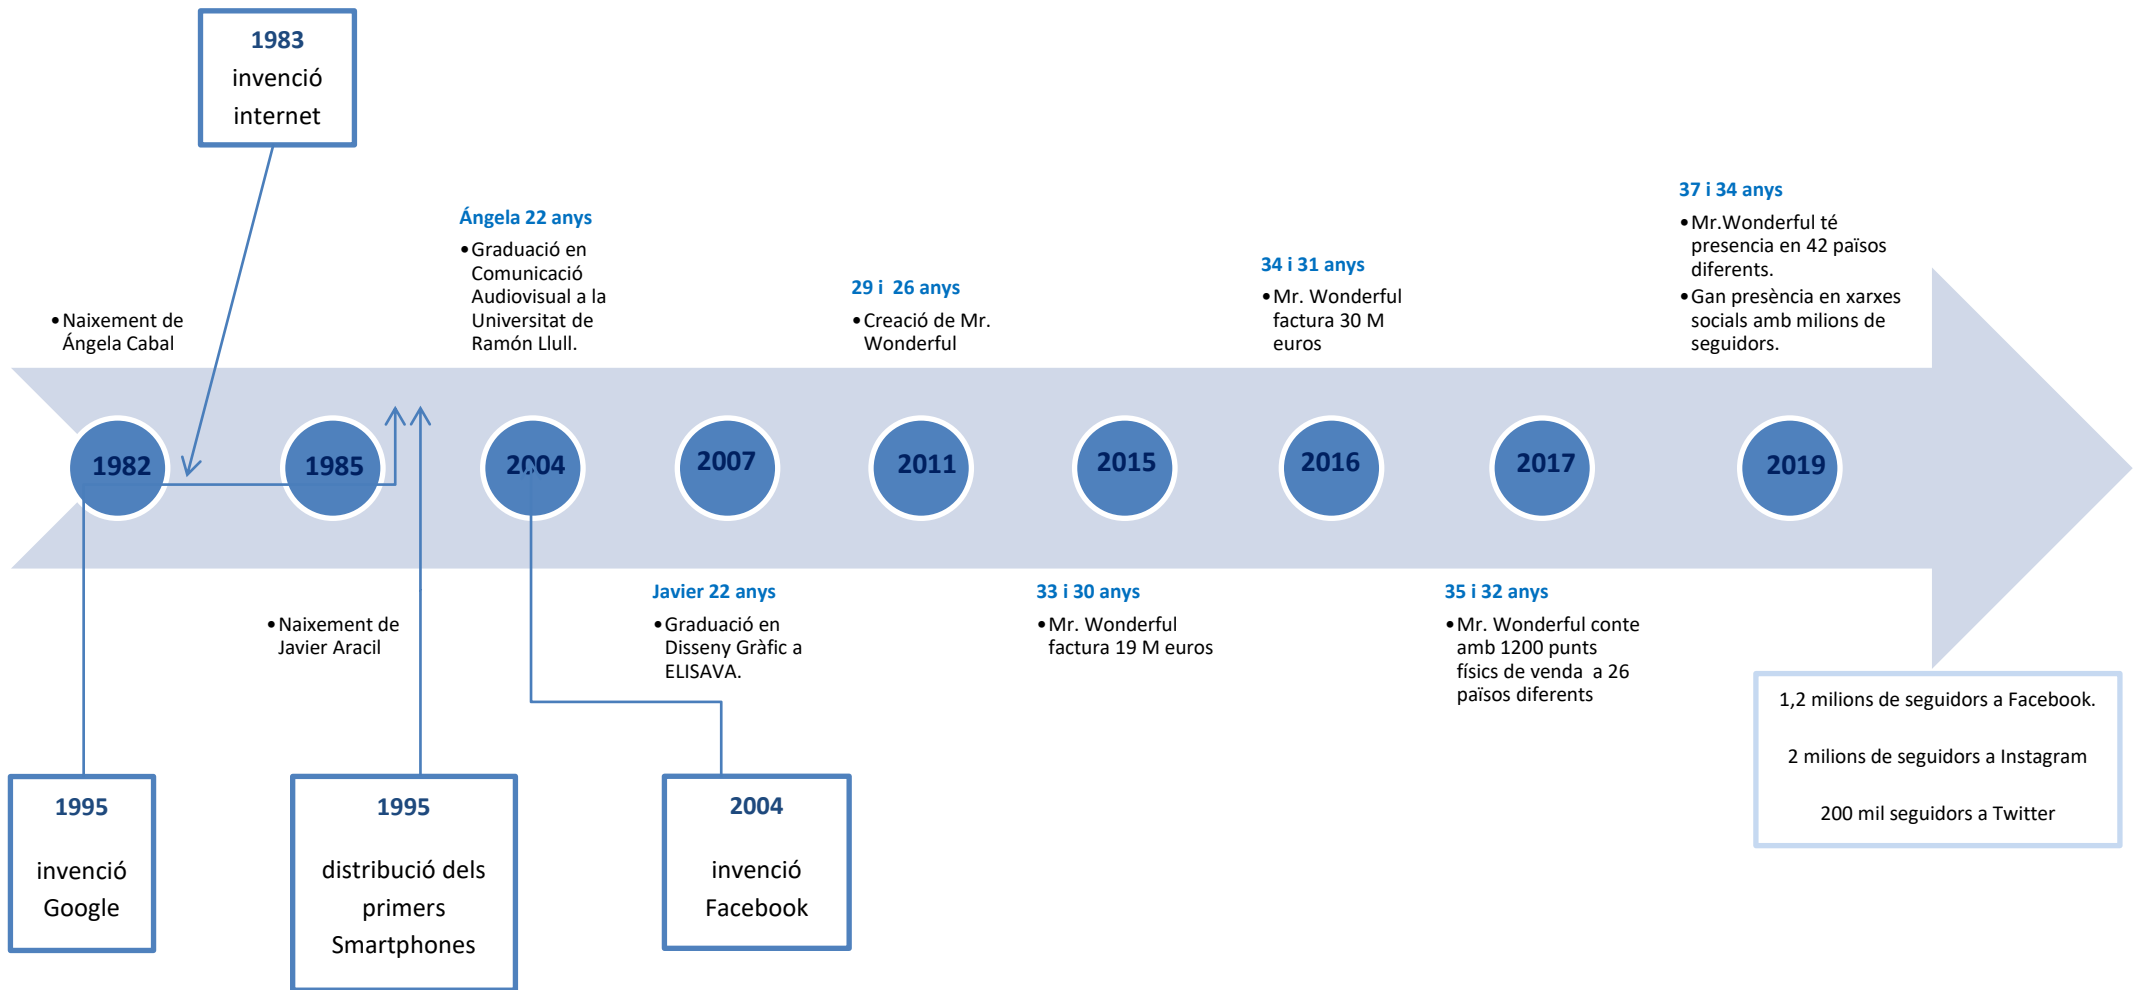 1983
invenció
internet
37 i 34 anys
•Mr.Wonderful té
presencia en 42 països
diferents.
•Gan presència en xarxes
socials amb milions de
seguidors.
Ángela 22 anys
•Graduació en
Comunicació
Audiovisual a la
Universitat de
Ramón Llull.
34 i 31 anys
•Mr. Wonderful
factura 30 M
euros
29 i 26 anys
•Creació de Mr.
Wonderful
•Naixement de
Ángela Cabal
1982
1985
2004
2007
2011
2015
2016
2017
2019
•Naixement de
Javier Aracil
Javier 22 anys
•Graduació en
Disseny Gràfic a
ELISAVA.
33 i 30 anys
•Mr. Wonderful
factura 19 M euros
35 i 32 anys
•Mr. Wonderful conte
amb 1200 punts
físics de venda a 26
països diferents
1,2 milions de seguidors a Facebook.
2 milions de seguidors a Instagram
200 mil seguidors a Twitter
1995
invenció
Google
1995
distribució dels
primers
Smartphones
2004
invenció
Facebook